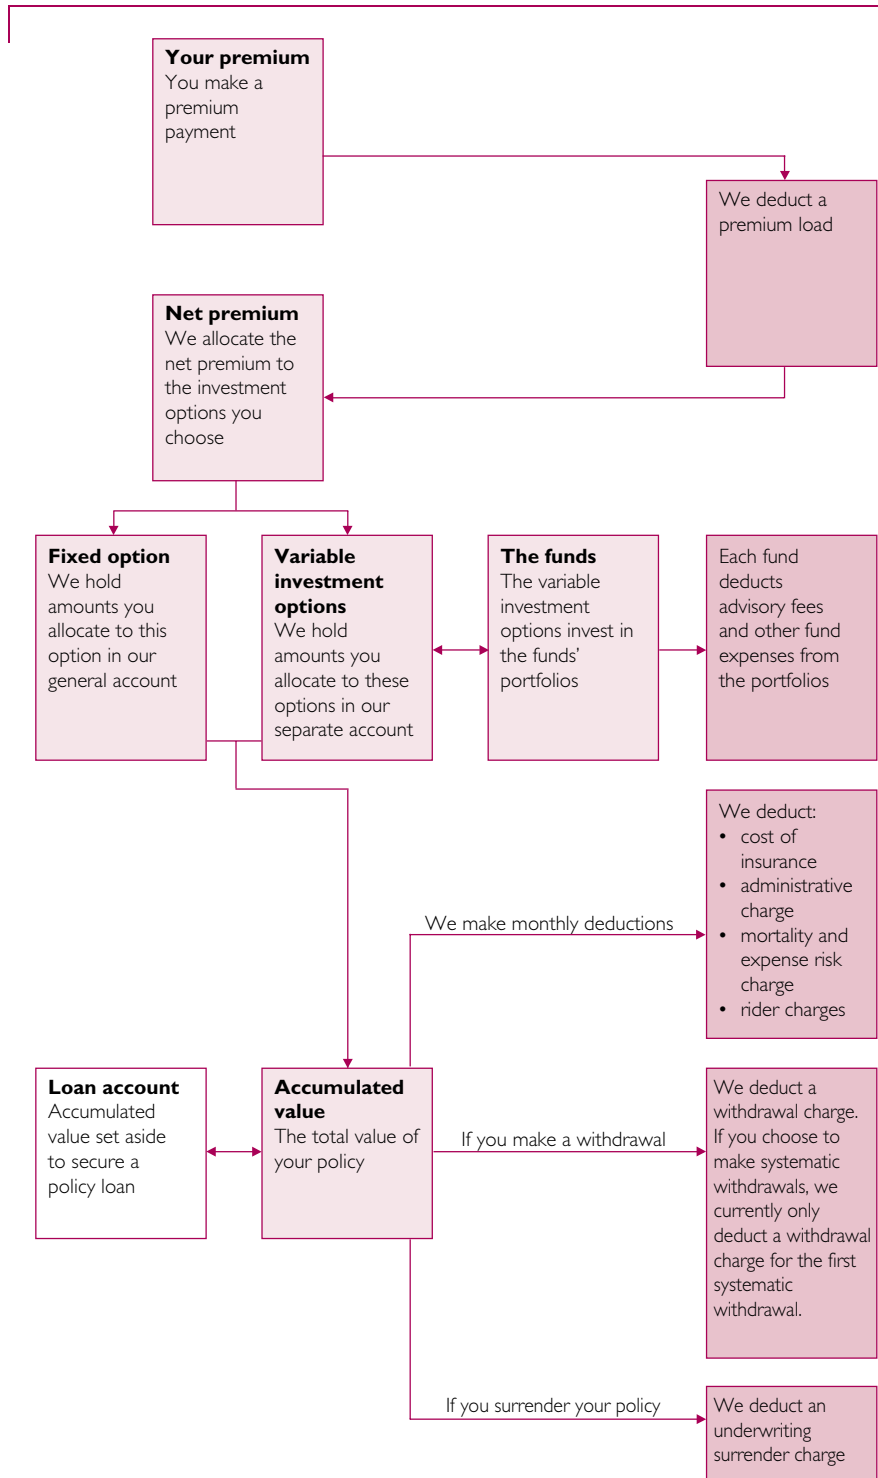 Your premium
You make a
premium
payment
We deduct a
premium load
Net premium
We allocate the
net premium to
the investment
options you
choose
Fixed option
We hold
amounts you
allocate to this
option in our
general account
Variable
investment
options
We hold
amounts you
allocate to these
options in our
separate account
The funds
The variable
investment
options invest in
the funds'
portfolios
Each fund
deducts
advisory fees
and other fund
expenses from
the portfolios
We make monthly deductions
We deduct:
• cost of
insurance
• administrative
charge
• mortality and
expense risk
charge
• rider charges
Loan account
Accumulated
value set aside
to secure a
policy loan
Accumulated
value
The total value of
your policy
If you make a withdrawal
We deduct a
withdrawal charge.
If you choose to
make systematic
withdrawals, we
currently only
deduct a withdrawal
charge for the first
systematic
withdrawal.
If you surrender your policy
We deduct an
underwriting
surrender charge